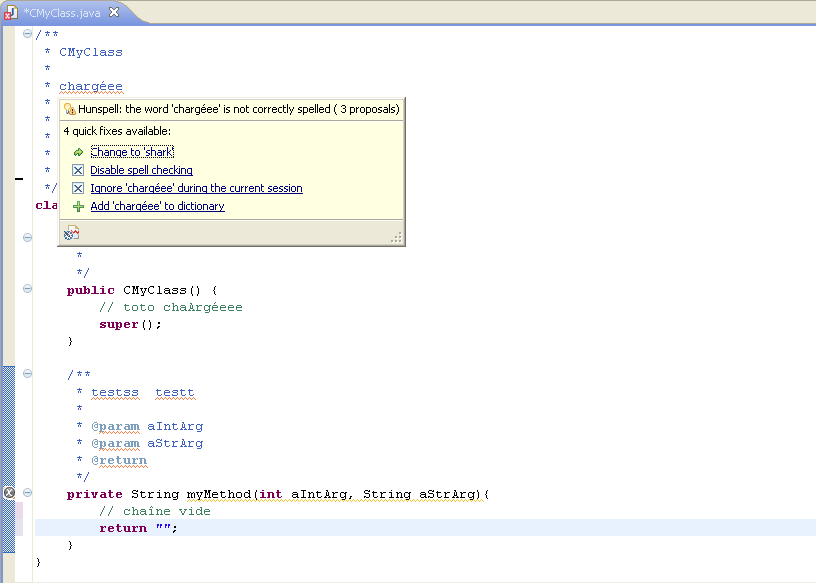 *CMyClass.java
/**
* CMyClass
*
* chargéee
*
Hunspell: the word 'chargéee' is not correctly spelled ( 3 proposals)
*
4 quick fixes available:
*
* Change to 'shark'
* Disable spell checking
*/ Ignore 'chargéee' during the current session
cla Add 'chargéee' to dictionary
*
*/
public CMyClass() {
// toto chaArgéeee
super();
}
/**
* testss testt
*
* @param aIntArg
* @param aStrArg
* @return
*/
private String myMethod(int aIntArg, String aStrArg){
// chaîne vide
return "";
}
}